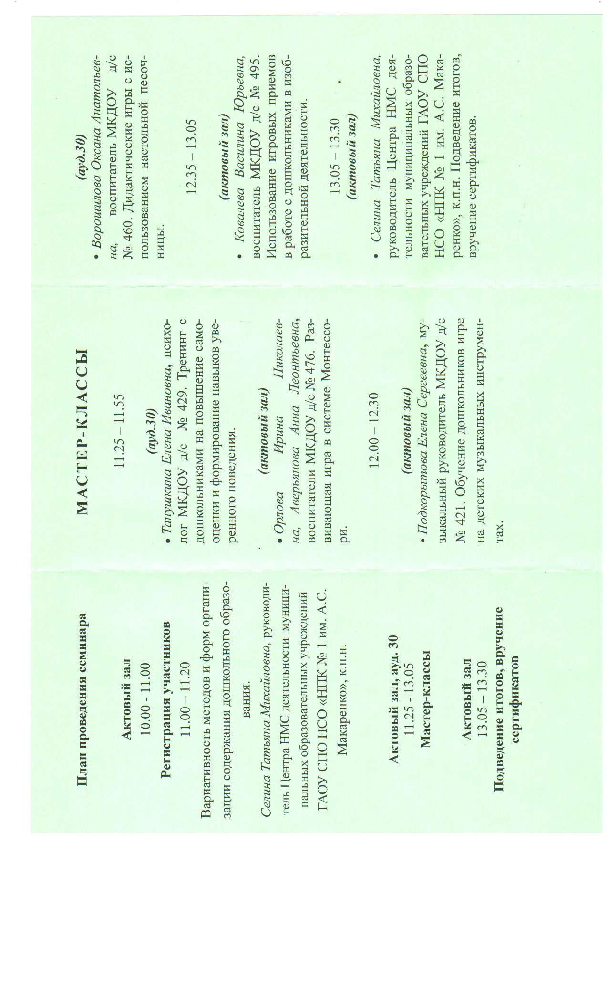 План проведения семинара
Актовый зал
10.00 - 11.00
Регистрация участников
11.00 – 11.20
Вариативность методов и форм органи-
зации содержания дошкольного образо-
вания.
Селина Татьяна Михайловна, руководи-
тель Центра НМС деятельности муници-
пальных образовательных учреждений
ГАОУ СПО НСО «НПК № 1 им. А.С.
Макаренко», к.п.н.
Актовый зал, ауд. 30
11.25 - 13.05
Мастер-классы
Актовый зал
13.05 – 13.30
Подведение итогов, вручение
сертификатов
МАСТЕР-КЛАССЫ
11.25 – 11.55
(ауд.30)
• Танушкина Елена Ивановна, психо-
лог МКДОУ д/с № 429. Тренинг с
дошкольниками на повышение само-
оценки и формирование навыков уве-
ренного поведения.
(актовый зал)
• Орлова Ирина Николаев-
на, Аверьянова Анна Леонтьевна,
воспитатели МКДОУ д/с № 476. Раз-
вивающая игра в системе Монтессо-
ри.
12.00 – 12.30
(актовый зал)
• Подкорытова Елена Сергеевна, му-
зыкальный руководитель МКДОУ д/с
№ 421. Обучение дошкольников игре
на детских музыкальных инструмен-
тах.
(ауд.30)
• Ворошилова Оксана Анатольев-
на, воспитатель МКДОУ д/с
№ 460. Дидактические игры с ис-
пользованием настольной песоч-
ницы.
12.35 – 13.05
(актовый зал)
• Ковалева Василина Юрьевна,
воспитатель МКДОУ д/с № 495.
Использование игровых приемов
в работе с дошкольниками в изоб-
разительной деятельности.
13.05 – 13.30
(актовый зал)
• Селина Татьяна Михайловна,
руководитель Центра НМС дея-
тельности муниципальных образо-
вательных учреждений ГАОУ СПО
НСО «НПК № 1 им. А.С. Мака-
ренко», к.п.н. Подведение итогов,
вручение сертификатов.